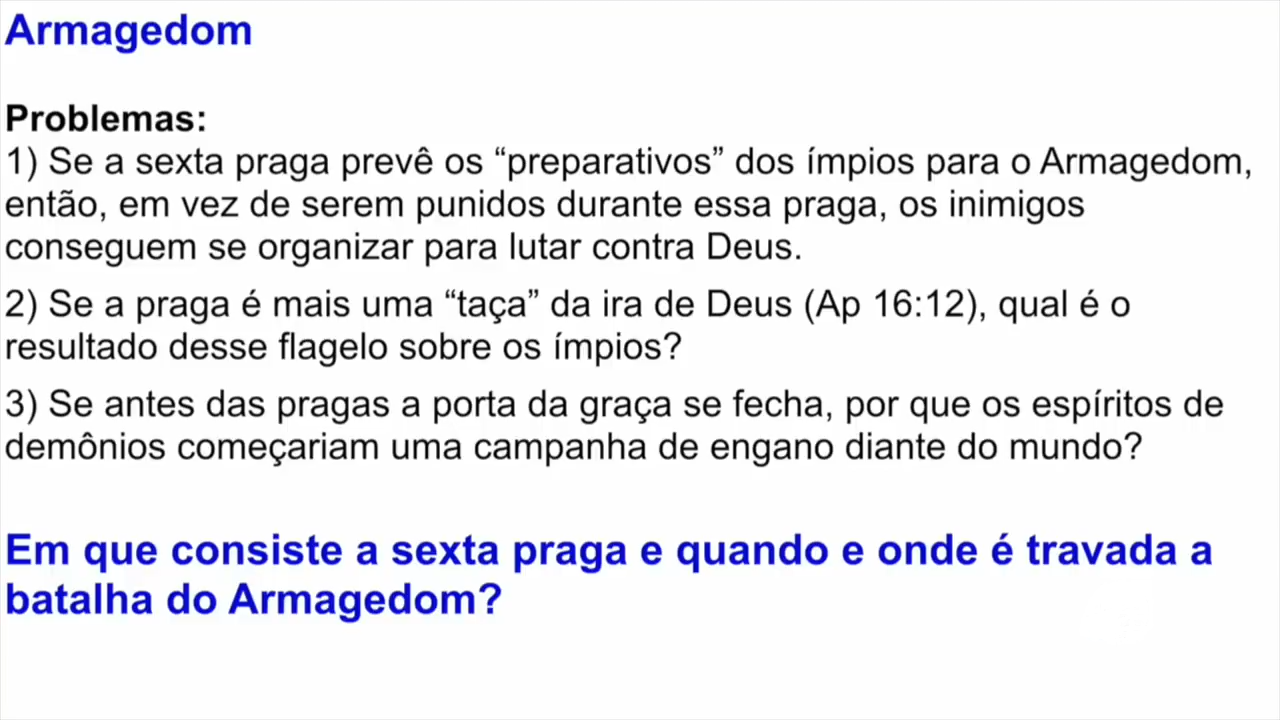 Armagedom
Problemas:
1) Se a sexta praga prevê os “preparativos” dos ímpios para o Armagedom,
então, em vez de serem punidos durante essa praga, os inimigos
conseguem se organizar para lutar contra Deus.
2) Se a praga é mais uma “taça” da ira de Deus (Ap 16:12), qual é o
resultado desse flagelo sobre os ímpios?
3) Se antes das pragas a porta da graça se fecha, por que os espíritos de
demônios começariam uma campanha de engano diante do mundo?
Em que consiste a sexta praga e quando e onde é travada a
batalha do Armagedom?